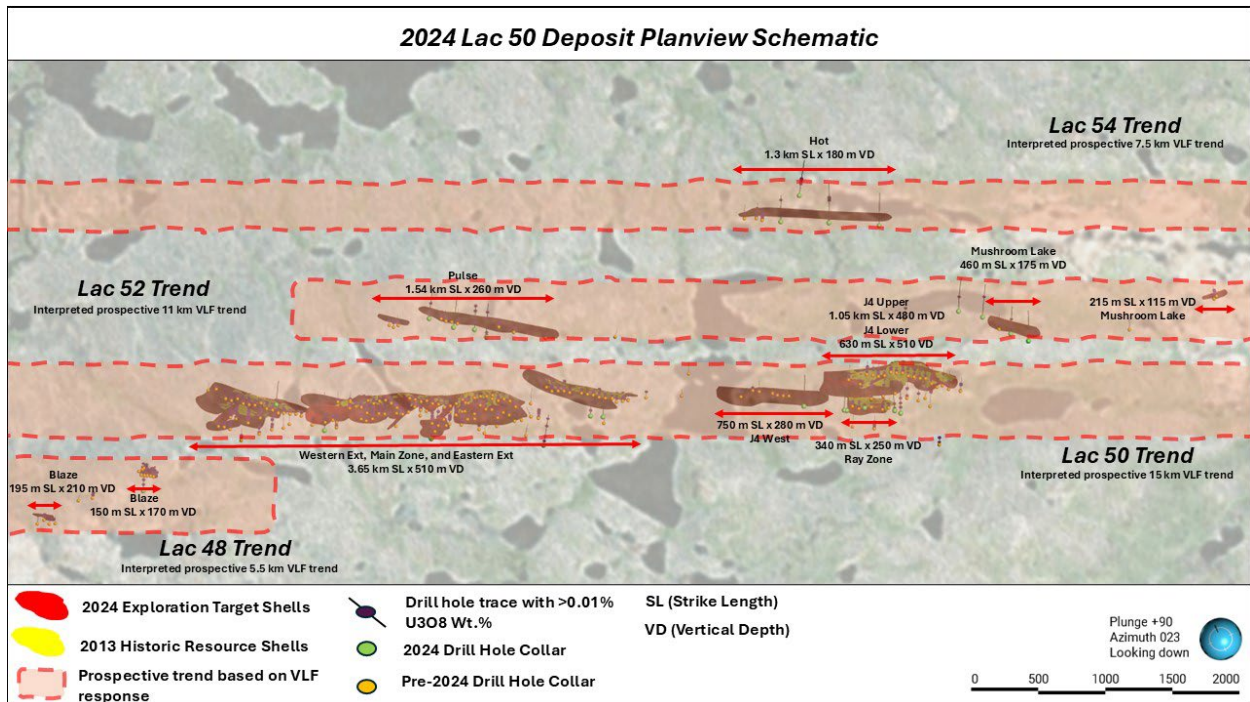 2024 Lac 50 Deposit Planview Schematic
Lac 54 Trend
Interpreted prospective 7.5 km VLF trend
Hot
1.3 km SL x 180 m VD
Mushroom Lake
460 m SL x 175 m VD
Pulse
1.54 km SL x 260 m VD
Lac 52 Trend
Interpreted prospective 11 km VLF trend
J4 Upper
1.05 km SL x 480 m VD
J4 Lower
630 m SL x 510 VD
215 m SL x 115 m VD
Mushroom Lake
750 m SL x 280 m VD
J4 West
340 m SL x 250 m VD
Ray Zone
Western Ext, Main Zone, and Eastern Ext
3.65 km SL x 510 m VD
Lac 50 Trend
Interpreted prospective 15 km VLF trend
Blaze
195 m SL x 210 m VD
Blaze
150 m SL x 170 m VD
Lac 48 Trend
Interpreted prospective 5.5 km VLF trend
2024 Exploration Target Shells
2013 Historic Resource Shells
Prospective trend based on VLF
response
Drill hole trace with >0.01%
U3O8 Wt.%
2024 Drill Hole Collar
Pre-2024 Drill Hole Collar
SL (Strike Length)
VD (Vertical Depth)
Plunge +90
Azimuth 023
Looking down
0 500 1000 1500 2000